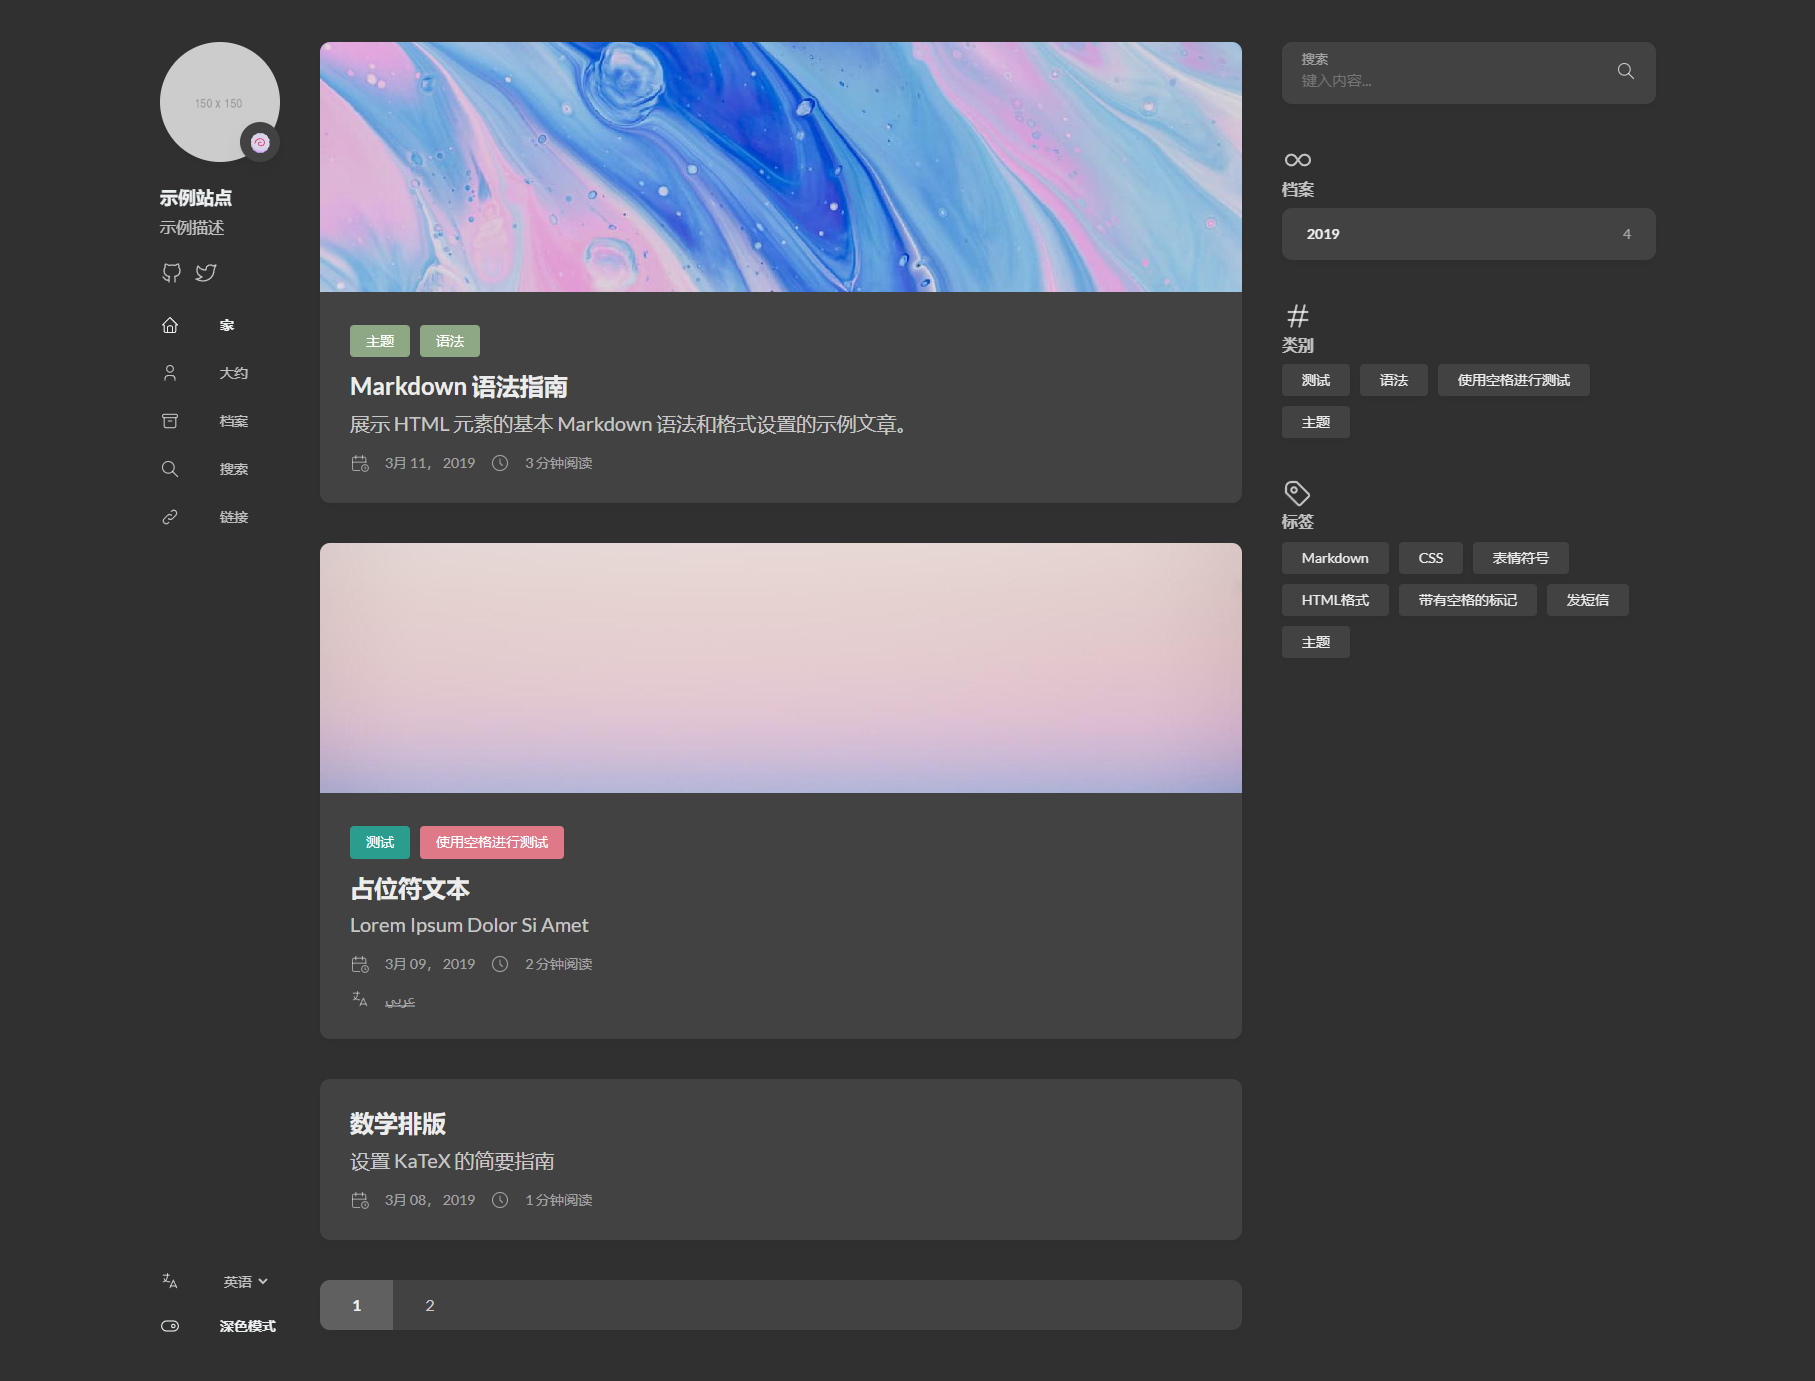 150 x 150
示例站点
示例描述
家
大约
档案
搜索
链接
英语
深色模式
主题 语法
Markdown 语法指南
展示 HTML 元素的基本 Markdown 语法和格式设置的示例文章。
3月 11， 2019 3 分钟阅读
测试 使用空格进行测试
占位符文本
Lorem Ipsum Dolor Si Amet
3月 09， 2019 2 分钟阅读
عربي
数学排版
设置 KaTeX 的简要指南
3月 08， 2019 1 分钟阅读
1 2
搜索
键入内容...
档案
2019 4
类别
测试 语法 使用空格进行测试
主题
标签
Markdown CSS 表情符号
HTML格式 带有空格的标记 发短信
主题